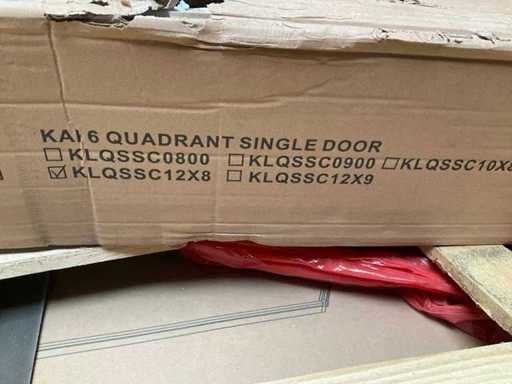 KAI 6 QUADRANT SINGLE DOOR
☐ KLQSSC0800 ☐ KLQSSC0900 ☐ KLQSSC10X8
☑ KLQSSC12X8 ☐ KLQSSC12X9